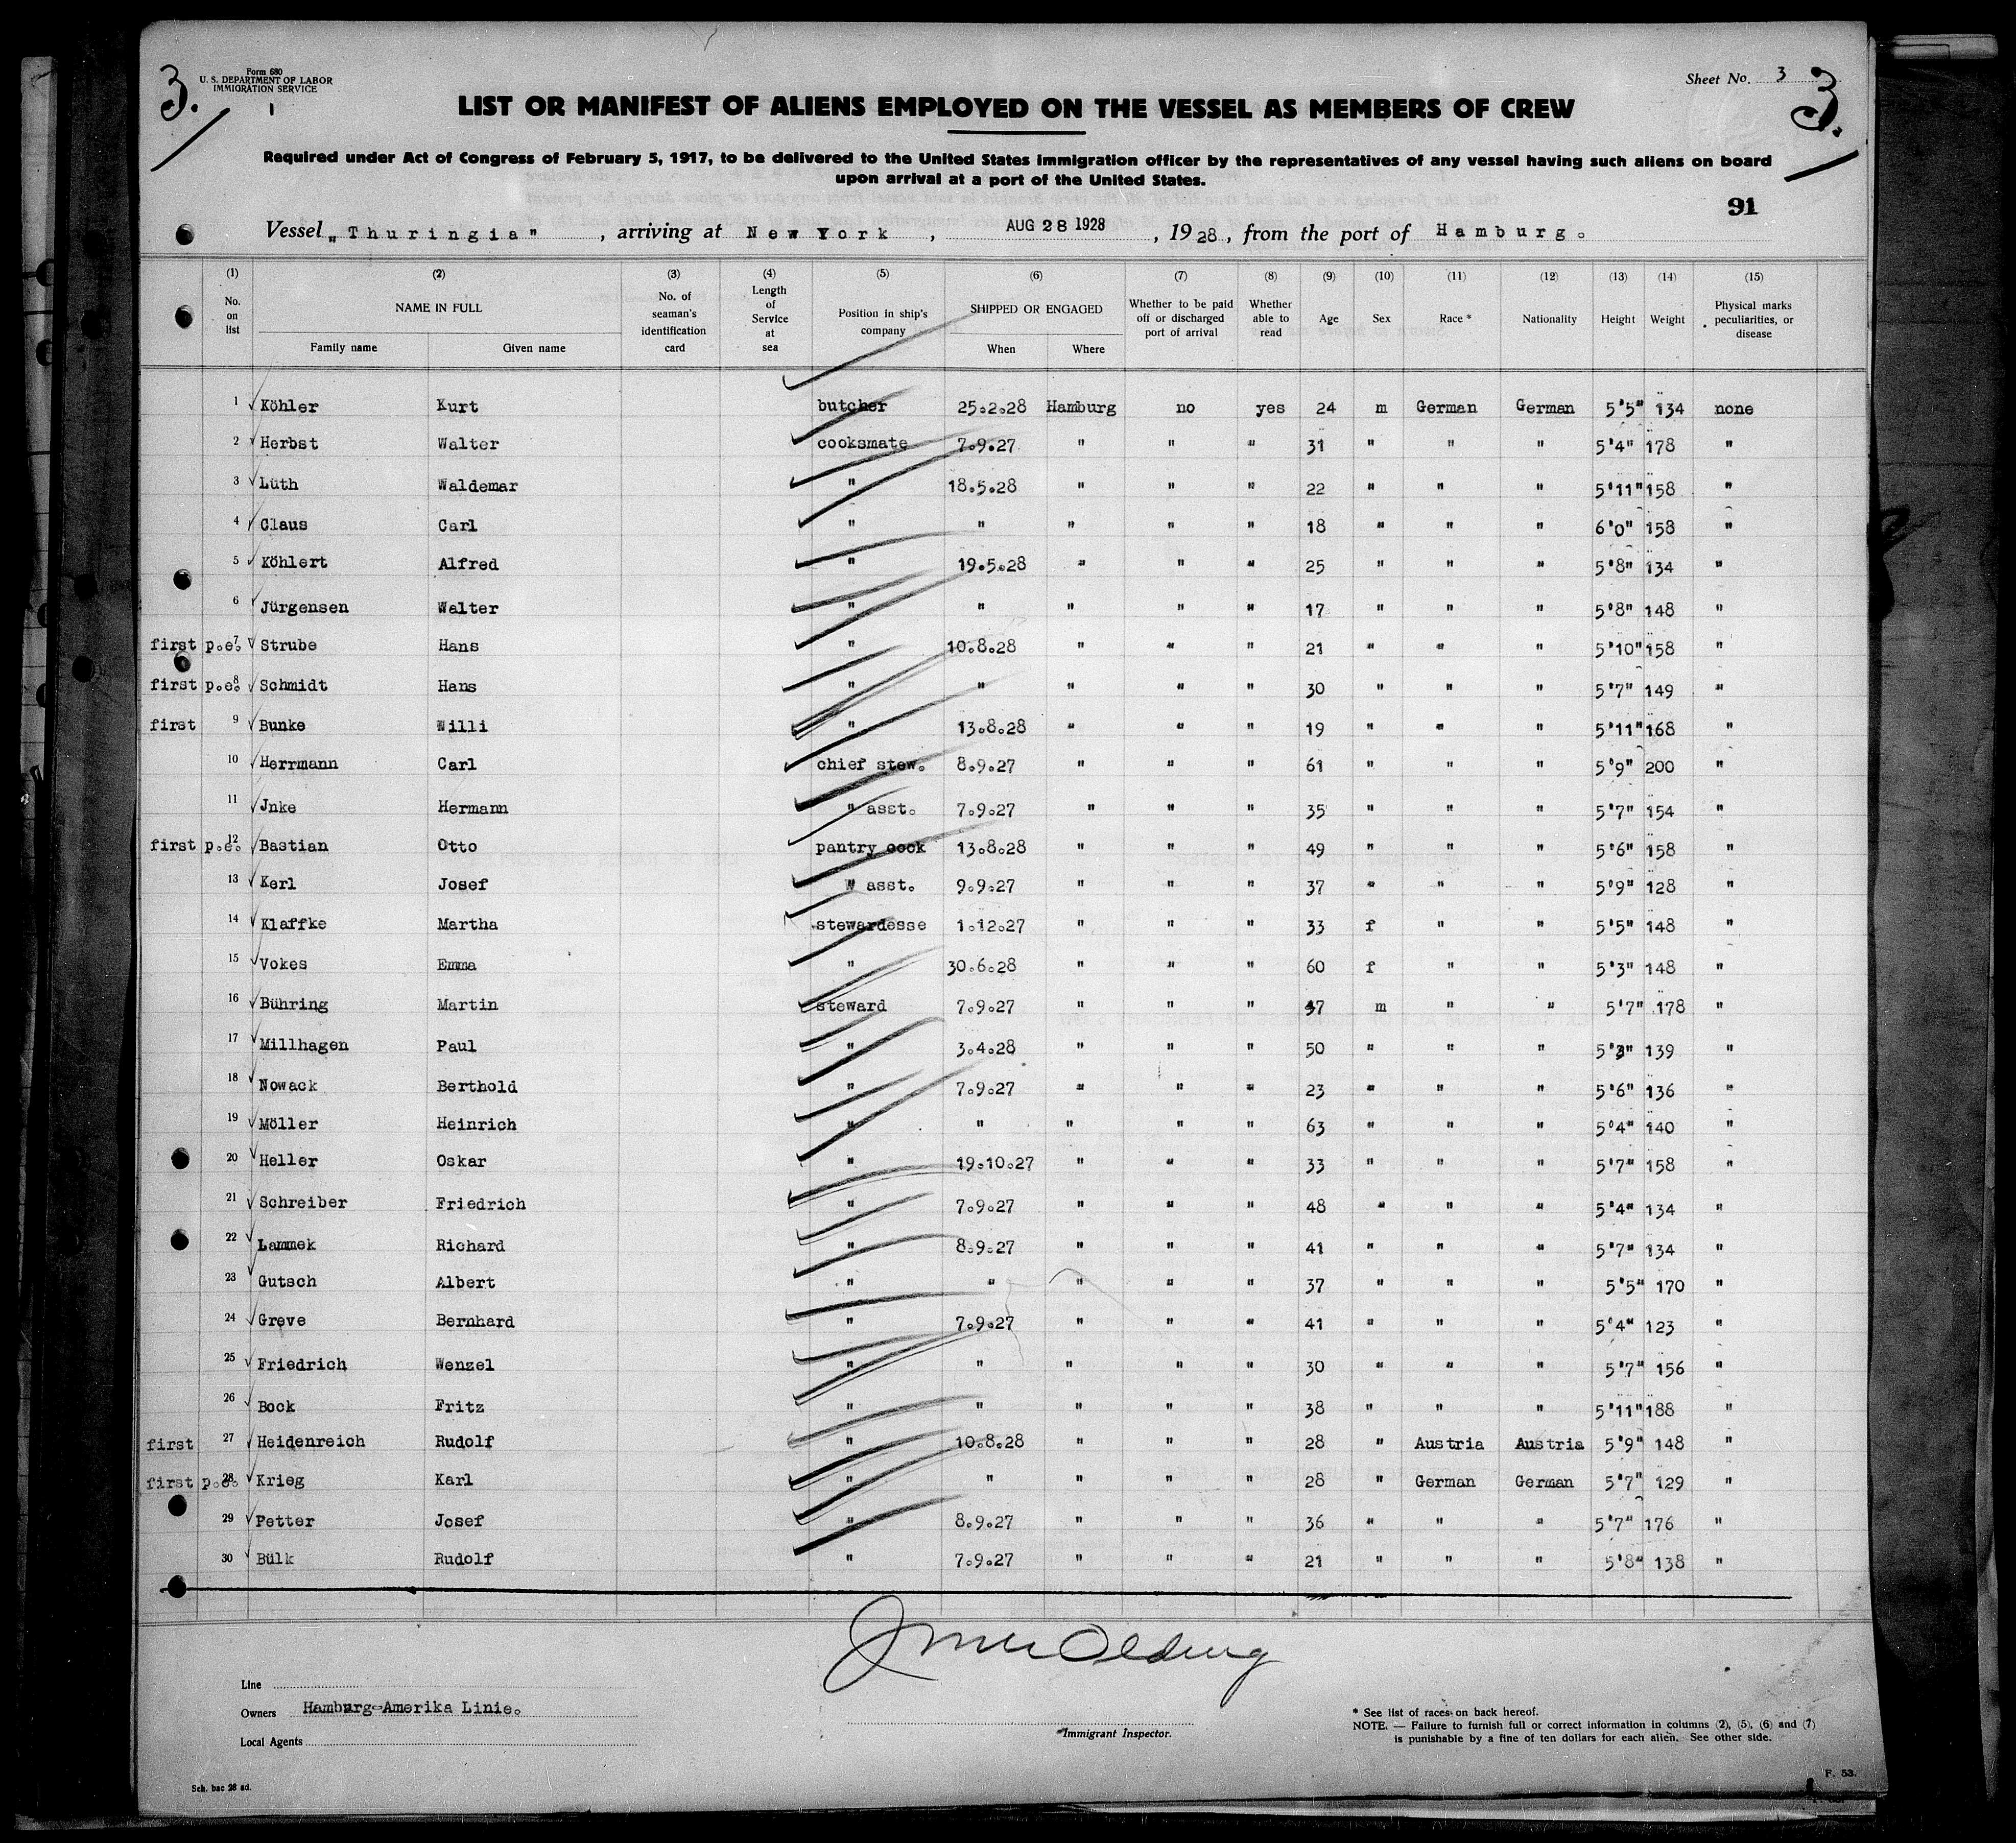 3.
Form 680
U. S. DEPARTMENT OF LABOR
IMMIGRATION SERVICE
Sheet No. 3
3.
LIST OR MANIFEST OF ALIENS EMPLOYED ON THE VESSEL AS MEMBERS OF CREW
Required under Act of Congress of February 5, 1917, to be delivered to the United States immigration officer by the representatives of any vessel having such aliens on board
upon arrival at a port of the United States.
91
Vessel „Thuringia", arriving at New York, AUG 28 1928, 1928, from the port of Hamburg.
(1) (2) (3) (4) (5) (6) (7) (8) (9) (10) (11) (12) (13) (14) (15)
No. on list NAME IN FULL Family name Given name No. of seaman's identification card Length of Service at sea Position in ship's company SHIPPED OR ENGAGED When Where Whether to be paid off or discharged port of arrival Whether able to read Age Sex Race * Nationality Height Weight Physical marks peculiarities, or disease
1 Köhler Kurt butcher 25.2.28 Hamburg no yes 24 m German German 5'5" 134 none
2 Herbst Walter cooksmate 7.9.27 " " " 31 " " " 5'4" 178 "
3 Lüth Waldemar " 18.5.28 " " " 22 " " " 5'11" 158 "
4 Claus Carl " " " " " 18 " " " 6'0" 158 "
5 Köhlert Alfred " 19.5.28 " " " 25 " " " 5'8" 134 "
6 Jürgensen Walter " " " " " 17 " " " 5'8" 148 "
first p.e. 7 Strube Hans " 10.8.28 " " " 21 " " " 5'10" 158 "
first p.e. 8 Schmidt Hans " " " " " 30 " " " 5'7" 149 "
first 9 Bunke Willi " 13.8.28 " " " 19 " " " 5'11" 168 "
10 Herrmann Carl chief stew. 8.9.27 " " " 61 " " " 5'9" 200 "
11 Jnke Hermann " asst. 7.9.27 " " " 35 " " " 5'7" 154 "
first p.e. 12 Bastian Otto pantry cook 13.8.28 " " " 49 " " " 5'6" 158 "
13 Kerl Josef " asst. 9.9.27 " " " 37 " " " 5'9" 128 "
14 Klaffke Martha stewardesse 1.12.27 " " " 33 f " " 5'5" 148 "
15 Vokes Emma " 30.6.28 " " " 60 f " " 5'3" 148 "
16 Bühring Martin steward 7.9.27 " " " 37 m " " 5'7" 178 "
17 Millhagen Paul " 3.4.28 " " " 50 " " " 139 "
18 Nowack Berthold " 7.9.27 " " " 23 " " " 5'6" 136 "
19 Möller Heinrich " " " " " 63 " " " 5'4" 140 "
20 Heller Oskar " 19.10.27 " " " 33 " " " 5'7" 158 "
21 Schreiber Friedrich " 7.9.27 " " " 48 " " " 5'4" 134 "
22 Lammek Richard " 8.9.27 " " " 41 " " " 5'7" 134 "
23 Gutsch Albert " " " " " 37 " " " 5'5" 170 "
24 Greve Bernhard " 7.9.27 " " " 41 " " " 5'4" 123 "
25 Friedrich Wenzel " " " " " 30 " " " 5'7" 156 "
26 Bock Fritz " " " " " 38 " " " 5'11" 188 "
first 27 Heidenreich Rudolf " 10.8.28 " " " 28 " Austria Austria 5'9" 148 "
first p.e. 28 Krieg Karl " " " " " 28 " German German 5'7" 129 "
29 Petter Josef " 8.9.27 " " " 36 " " " 5'7" 176 "
30 Bülk Rudolf " 7.9.27 " " " 21 " " " 5'8" 138 "
Line
Owners Hamburg-Amerika Linie.
Local Agents
Immigrant Inspector.
* See list of races on back hereof.
NOTE. — Failure to furnish full or correct information in columns (2), (5), (6) and (7)
is punishable by a fine of ten dollars for each alien. See other side.
Sch. bac 28 sd.
F. 53.